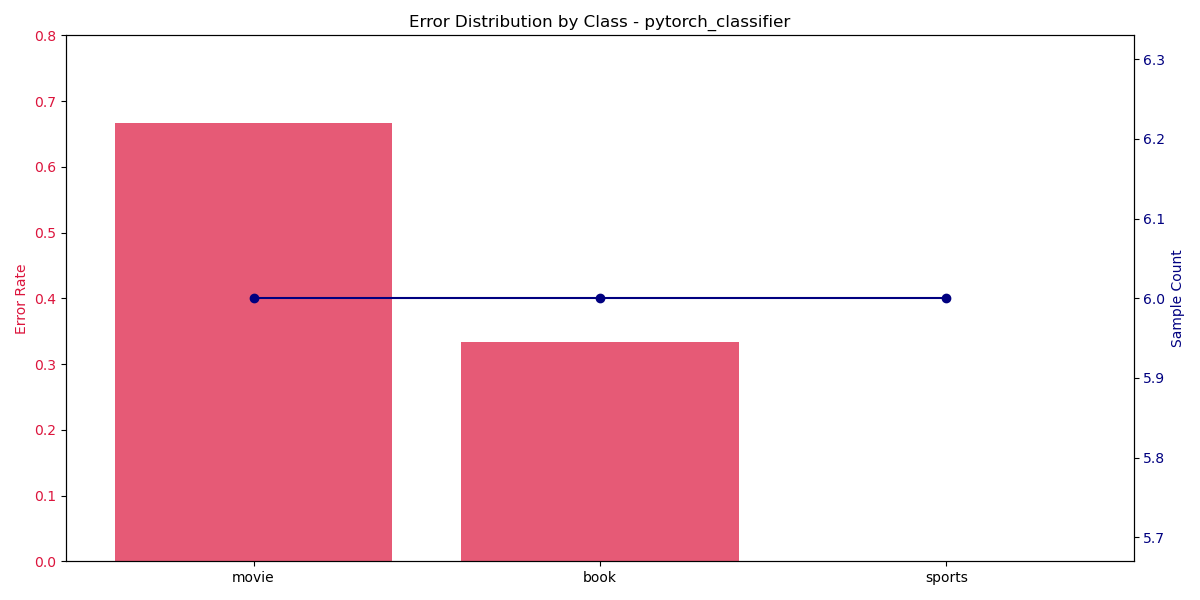 Error Distribution by Class - pytorch_classifier
Error Rate
0.8
0.7
0.6
0.5
0.4
0.3
0.2
0.1
0.0
movie
book
sports
6.3
6.2
6.1
6.0
5.9
5.8
5.7
Sample Count